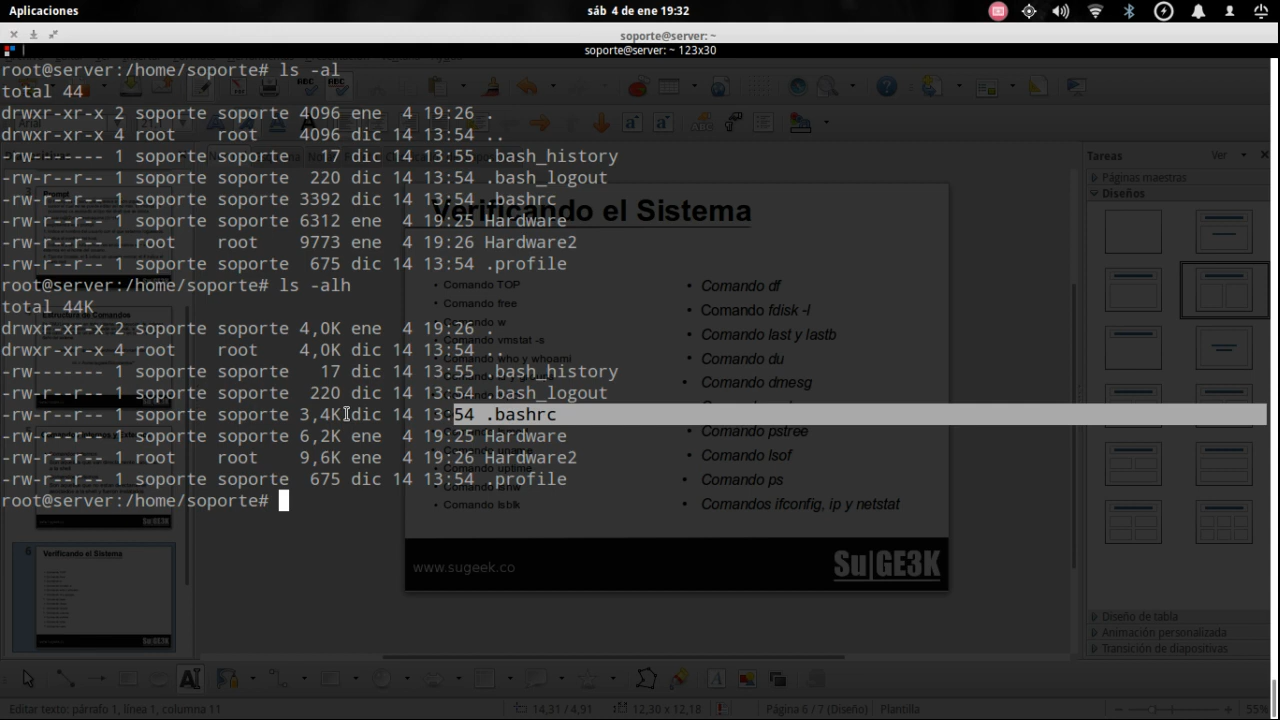 Aplicaciones
sáb 4 de ene 19:32
soporte@server: ~
soporte@server: ~ 123x30
root@server:/home/soporte# ls -al
total 44
drwxr-xr-x 2 soporte soporte 4096 ene  4 19:26 .
drwxr-xr-x 4 root    root    4096 dic 14 13:54 ..
-rw------- 1 soporte soporte   17 dic 14 13:55 .bash_history
-rw-r--r-- 1 soporte soporte  220 dic 14 13:54 .bash_logout
-rw-r--r-- 1 soporte soporte 3392 dic 14 13:54 .bashrc
-rw-r--r-- 1 soporte soporte 6312 ene  4 19:25 Hardware
-rw-r--r-- 1 root    root    9773 ene  4 19:26 Hardware2
-rw-r--r-- 1 soporte soporte  675 dic 14 13:54 .profile
root@server:/home/soporte# ls -alh
total 44K
drwxr-xr-x 2 soporte soporte 4,0K ene  4 19:26 .
drwxr-xr-x 4 root    root    4,0K dic 14 13:54 ..
-rw------- 1 soporte soporte   17 dic 14 13:55 .bash_history
-rw-r--r-- 1 soporte soporte  220 dic 14 13:54 .bash_logout
-rw-r--r-- 1 soporte soporte 3,4K dic 14 13:54 .bashrc
-rw-r--r-- 1 soporte soporte 6,2K ene  4 19:25 Hardware
-rw-r--r-- 1 root    root    9,6K ene  4 19:26 Hardware2
-rw-r--r-- 1 soporte soporte  675 dic 14 13:54 .profile
root@server:/home/soporte#
Verificando el Sistema
Comando TOP
Comando free
Comando w
Comando vmstat -s
Comando who y whoami
Comando uptime
Comando lsblk
Comando df
Comando fdisk -l
Comando last y lastb
Comando du
Comando dmesg
Comando pstree
Comando lsof
Comando ps
Comandos ifconfig, ip y netstat
www.sugeek.co
Su|GE3K
Prompt
Estructura de Comandos
6
Verificando el Sistema
Tareas
Ver
Páginas maestras
Diseños
Diseño de tabla
Animación personalizada
Transición de diapositivas
Editar texto: párrafo 1, línea 1, columna 11
14,31 / 4,91
12,30 x 12,18
Página 6 / 7 (Diseño)
Plantilla
55%